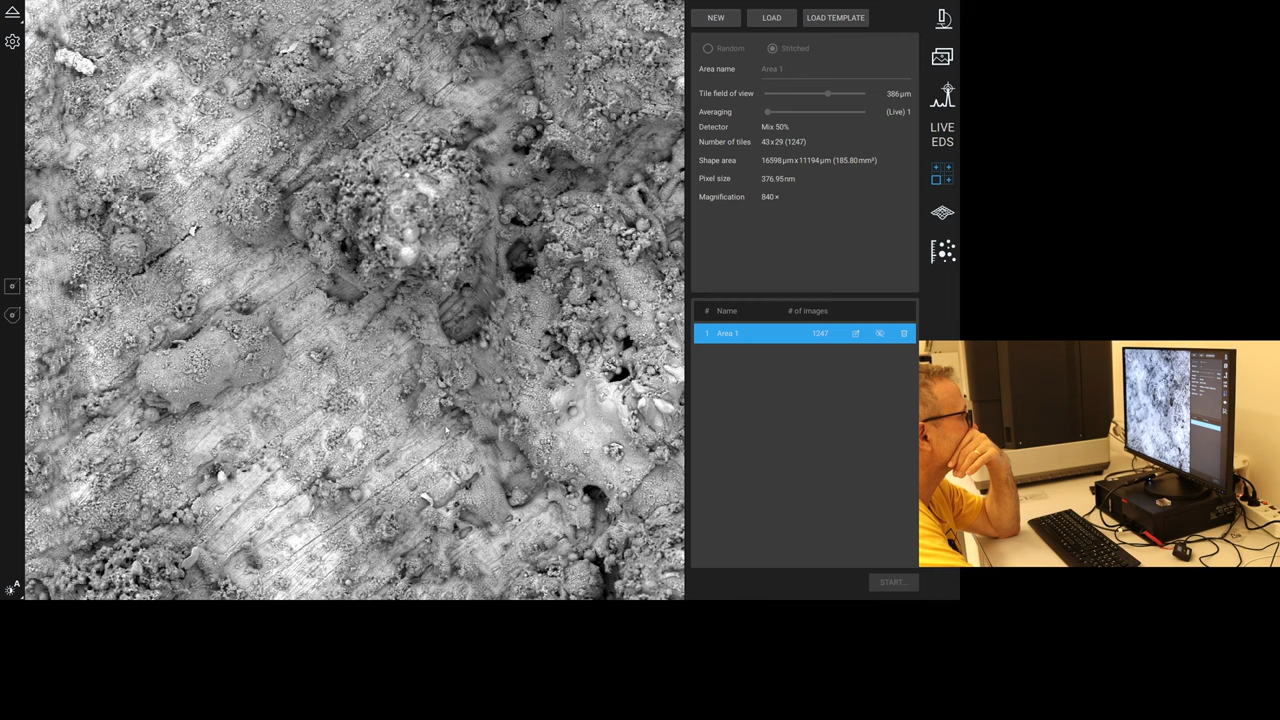 NEW LOAD LOAD TEMPLATE
Random Stitched
Area name Area 1
Tile field of view 386 µm
Averaging (Live) 1
Detector Mix 50%
Number of tiles 43 x 29 (1247)
Shape area 16598 µm x 11194 µm (185.80 mm²)
Pixel size 376.95 nm
Magnification 840 ×
LIVE
EDS
# Name # of images
1 Area 1 1247
START...
A